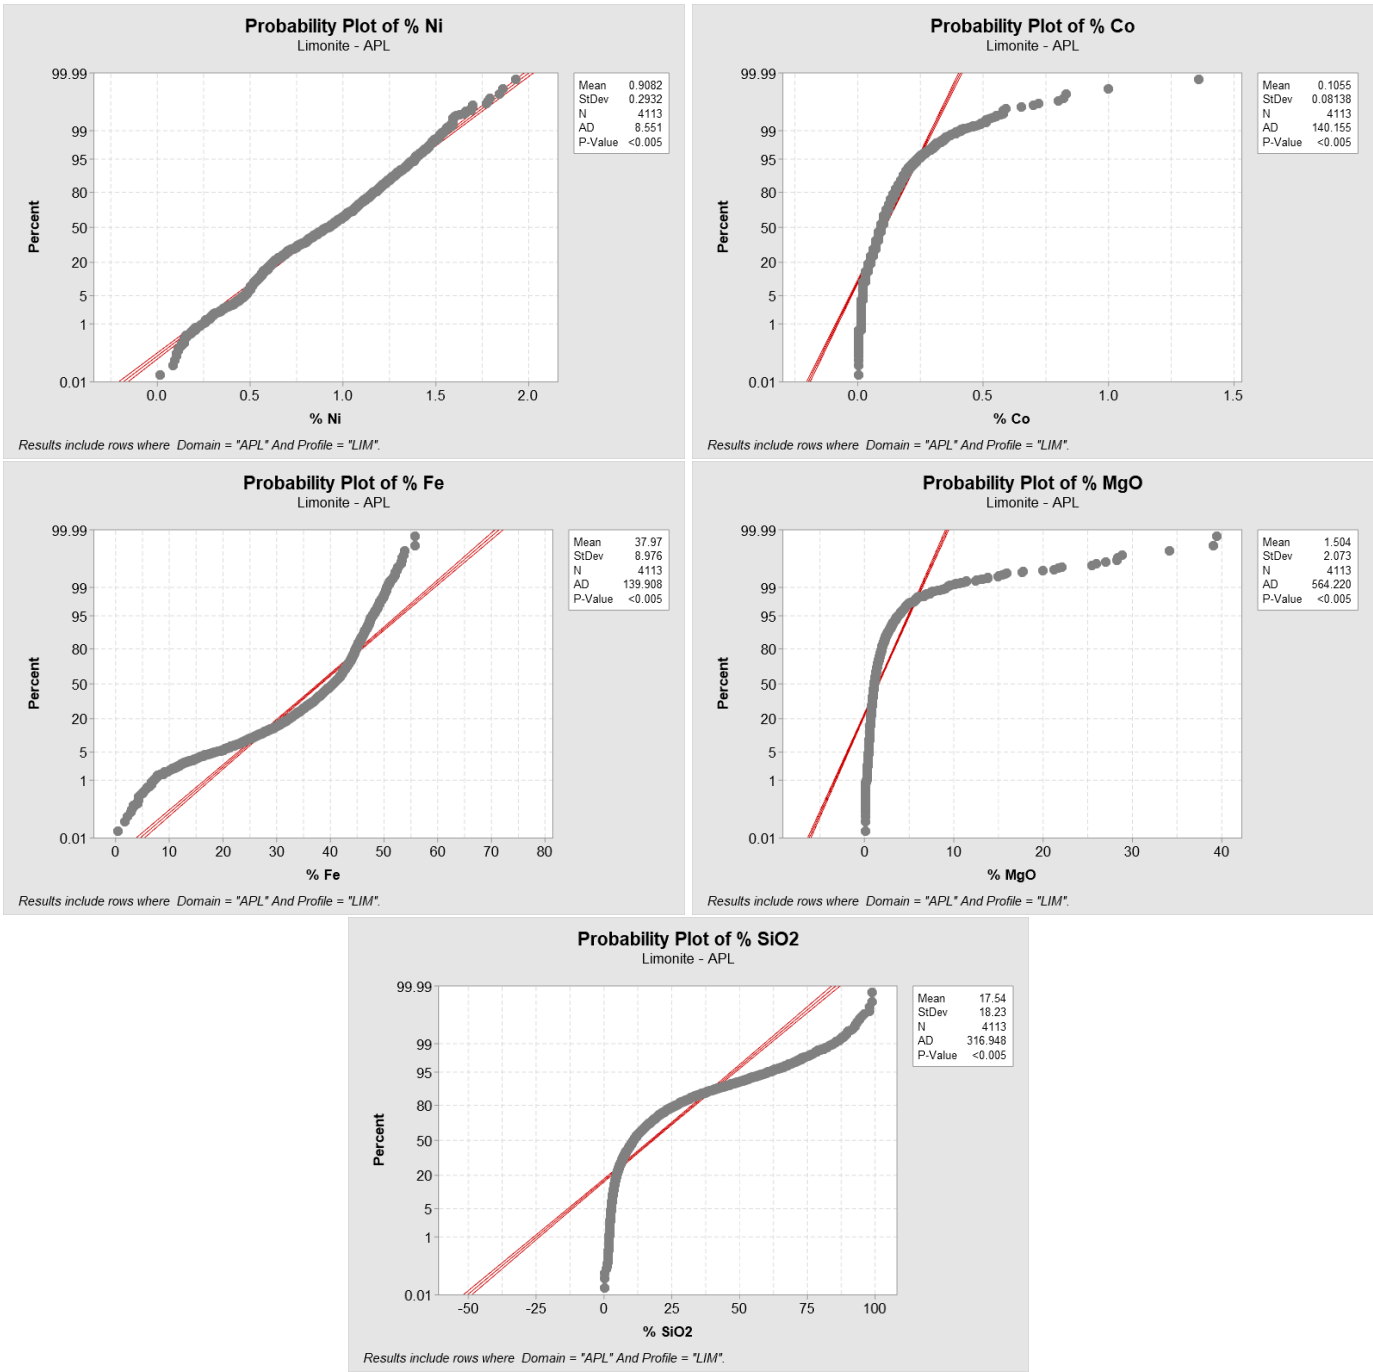 Probability Plot of % Ni
Limonite - APL
99.99
99
95
80
50
20
5
1
0.01
Percent
0.0 0.5 1.0 1.5 2.0
% Ni
Mean 0.9082
StDev 0.2932
N 4113
AD 8.551
P-Value <0.005
Results include rows where Domain = "APL" And Profile = "LIM".
Probability Plot of % Co
Limonite - APL
99.99
99
95
80
50
20
5
1
0.01
Percent
0.0 0.5 1.0 1.5
% Co
Mean 0.1055
StDev 0.08138
N 4113
AD 140.155
P-Value <0.005
Results include rows where Domain = "APL" And Profile = "LIM".
Probability Plot of % Fe
Limonite - APL
99.99
99
95
80
50
20
5
1
0.01
Percent
0 10 20 30 40 50 60 70 80
% Fe
Mean 37.97
StDev 8.976
N 4113
AD 139.908
P-Value <0.005
Results include rows where Domain = "APL" And Profile = "LIM".
Probability Plot of % MgO
Limonite - APL
99.99
99
95
80
50
20
5
1
0.01
Percent
0 10 20 30 40
% MgO
Mean 1.504
StDev 2.073
N 4113
AD 564.220
P-Value <0.005
Results include rows where Domain = "APL" And Profile = "LIM".
Probability Plot of % SiO2
Limonite - APL
99.99
99
95
80
50
20
5
1
0.01
Percent
-50 -25 0 25 50 75 100
% SiO2
Mean 17.54
StDev 18.23
N 4113
AD 316.948
P-Value <0.005
Results include rows where Domain = "APL" And Profile = "LIM".